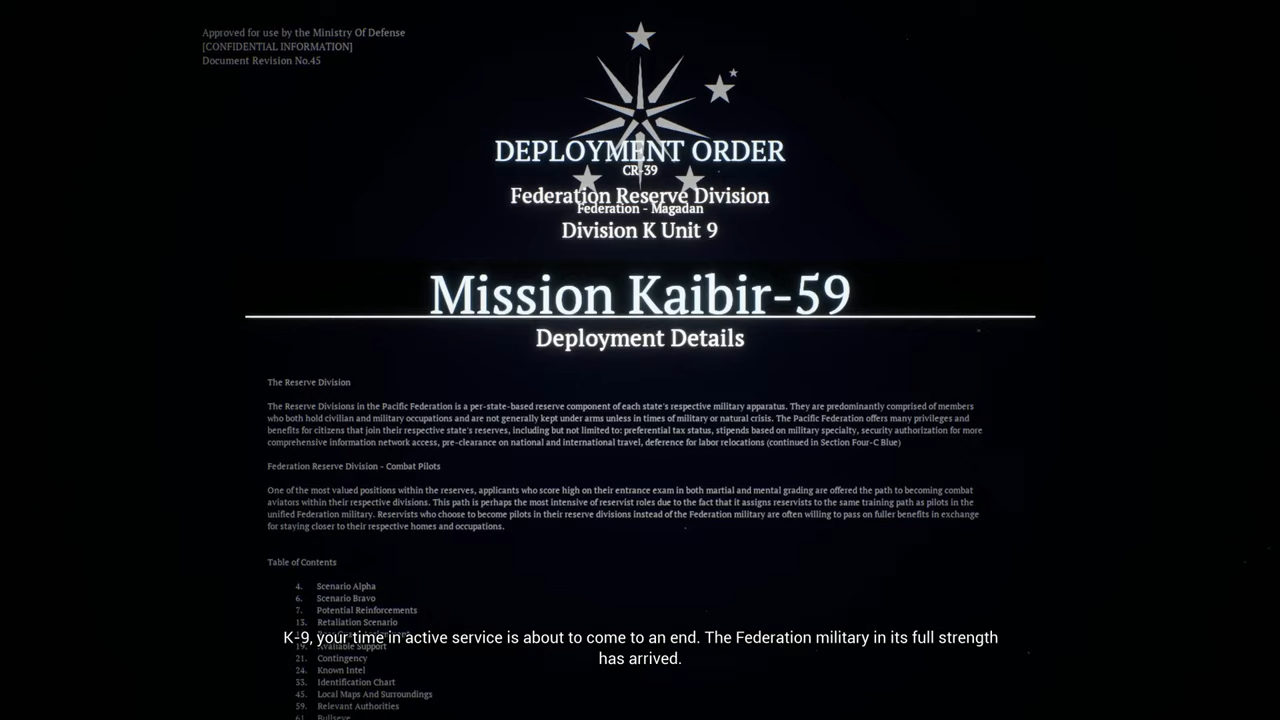 Approved for use by the Ministry Of Defense
[CONFIDENTIAL INFORMATION]
Document Revision No.45
DEPLOYMENT ORDER
CR-39
Federation Reserve Division
Federation - Magadan
Division K Unit 9
Mission Kaibir-59
Deployment Details
The Reserve Division
The Reserve Divisions in the Pacific Federation is a per-state-based reserve component of each state's respective military apparatus. They are predominantly comprised of members
who both hold civilian and military occupations and are not generally kept under arms unless in times of military or natural crisis. The Pacific Federation offers many privileges and
benefits for citizens that join their respective state's reserves, including but not limited to: preferential tax status, stipends based on military specialty, security authorization for more
comprehensive information network access, pre-clearance on national and international travel, deference for labor relocations (continued in Section Four-C Blue)
Federation Reserve Division - Combat Pilots
One of the most valued positions within the reserves, applicants who score high on their entrance exam in both martial and mental grading are offered the path to becoming combat
aviators within their respective divisions. This path is perhaps the most intensive of reservist roles due to the fact that it assigns reservists to the same training path as pilots in the
unified Federation military. Reservists who choose to become pilots in their reserve divisions instead of the Federation military are often willing to pass on fuller benefits in exchange
for staying closer to their respective homes and occupations.
Table of Contents
4. Scenario Alpha
6. Scenario Bravo
7. Potential Reinforcements
13. Retaliation Scenario
K-9, your time in active service is about to come to an end. The Federation military in its full strength
has arrived.
19. Available Support
21. Contingency
24. Known Intel
33. Identification Chart
45. Local Maps And Surroundings
59. Relevant Authorities
61. Bullseye